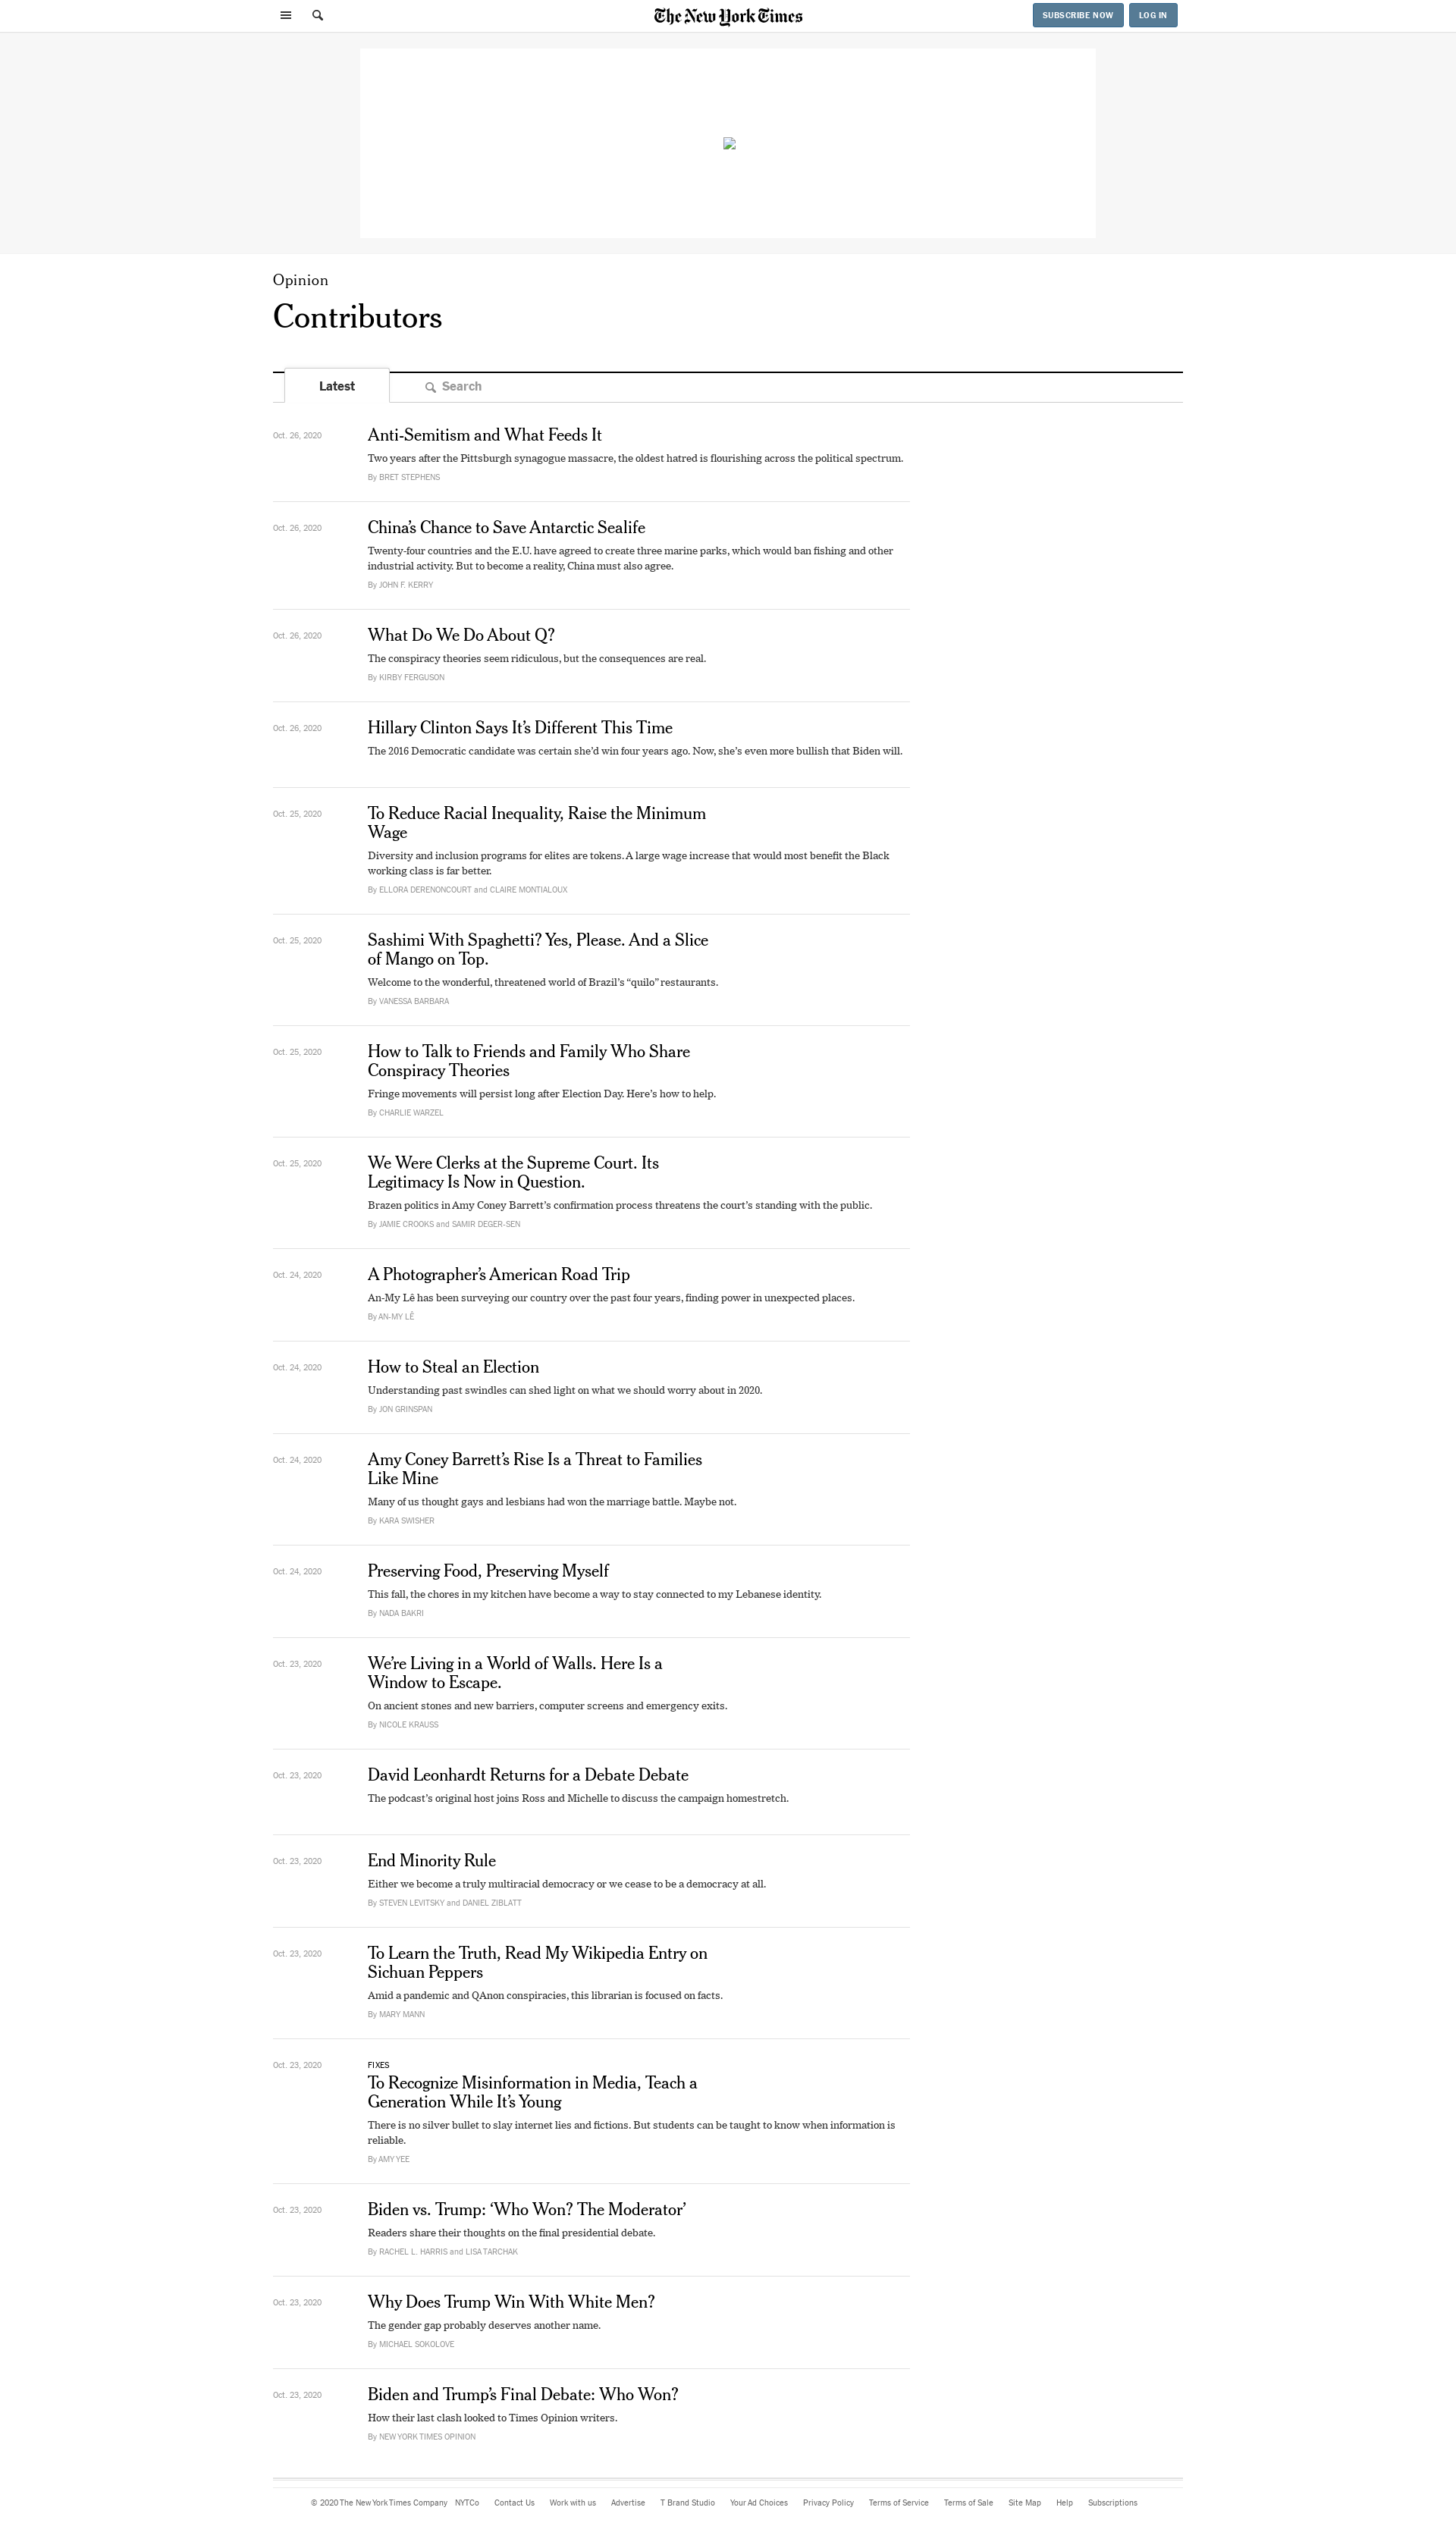 The New York Times
SUBSCRIBE NOW
LOG IN
Opinion
Contributors
Latest
Search
Oct. 26, 2020
Anti-Semitism and What Feeds It
Two years after the Pittsburgh synagogue massacre, the oldest hatred is flourishing across the political spectrum.
By BRET STEPHENS
Oct. 26, 2020
China’s Chance to Save Antarctic Sealife
Twenty-four countries and the E.U. have agreed to create three marine parks, which would ban fishing and other
industrial activity. But to become a reality, China must also agree.
By JOHN F. KERRY
Oct. 26, 2020
What Do We Do About Q?
The conspiracy theories seem ridiculous, but the consequences are real.
By KIRBY FERGUSON
Oct. 26, 2020
Hillary Clinton Says It’s Different This Time
The 2016 Democratic candidate was certain she’d win four years ago. Now, she’s even more bullish that Biden will.
Oct. 25, 2020
To Reduce Racial Inequality, Raise the Minimum
Wage
Diversity and inclusion programs for elites are tokens. A large wage increase that would most benefit the Black
working class is far better.
By ELLORA DERENONCOURT and CLAIRE MONTIALOUX
Oct. 25, 2020
Sashimi With Spaghetti? Yes, Please. And a Slice
of Mango on Top.
Welcome to the wonderful, threatened world of Brazil’s “quilo” restaurants.
By VANESSA BARBARA
Oct. 25, 2020
How to Talk to Friends and Family Who Share
Conspiracy Theories
Fringe movements will persist long after Election Day. Here’s how to help.
By CHARLIE WARZEL
Oct. 25, 2020
We Were Clerks at the Supreme Court. Its
Legitimacy Is Now in Question.
Brazen politics in Amy Coney Barrett’s confirmation process threatens the court’s standing with the public.
By JAMIE CROOKS and SAMIR DEGER-SEN
Oct. 24, 2020
A Photographer’s American Road Trip
An-My Lê has been surveying our country over the past four years, finding power in unexpected places.
By AN-MY LÊ
Oct. 24, 2020
How to Steal an Election
Understanding past swindles can shed light on what we should worry about in 2020.
By JON GRINSPAN
Oct. 24, 2020
Amy Coney Barrett’s Rise Is a Threat to Families
Like Mine
Many of us thought gays and lesbians had won the marriage battle. Maybe not.
By KARA SWISHER
Oct. 24, 2020
Preserving Food, Preserving Myself
This fall, the chores in my kitchen have become a way to stay connected to my Lebanese identity.
By NADA BAKRI
Oct. 23, 2020
We’re Living in a World of Walls. Here Is a
Window to Escape.
On ancient stones and new barriers, computer screens and emergency exits.
By NICOLE KRAUSS
Oct. 23, 2020
David Leonhardt Returns for a Debate Debate
The podcast’s original host joins Ross and Michelle to discuss the campaign homestretch.
Oct. 23, 2020
End Minority Rule
Either we become a truly multiracial democracy or we cease to be a democracy at all.
By STEVEN LEVITSKY and DANIEL ZIBLATT
Oct. 23, 2020
To Learn the Truth, Read My Wikipedia Entry on
Sichuan Peppers
Amid a pandemic and QAnon conspiracies, this librarian is focused on facts.
By MARY MANN
Oct. 23, 2020
FIXES
To Recognize Misinformation in Media, Teach a
Generation While It’s Young
There is no silver bullet to slay internet lies and fictions. But students can be taught to know when information is
reliable.
By AMY YEE
Oct. 23, 2020
Biden vs. Trump: ‘Who Won? The Moderator’
Readers share their thoughts on the final presidential debate.
By RACHEL L. HARRIS and LISA TARCHAK
Oct. 23, 2020
Why Does Trump Win With White Men?
The gender gap probably deserves another name.
By MICHAEL SOKOLOVE
Oct. 23, 2020
Biden and Trump’s Final Debate: Who Won?
How their last clash looked to Times Opinion writers.
By NEW YORK TIMES OPINION
© 2020 The New York Times Company NYTCo Contact Us Work with us Advertise T Brand Studio Your Ad Choices Privacy Policy Terms of Service Terms of Sale Site Map Help Subscriptions